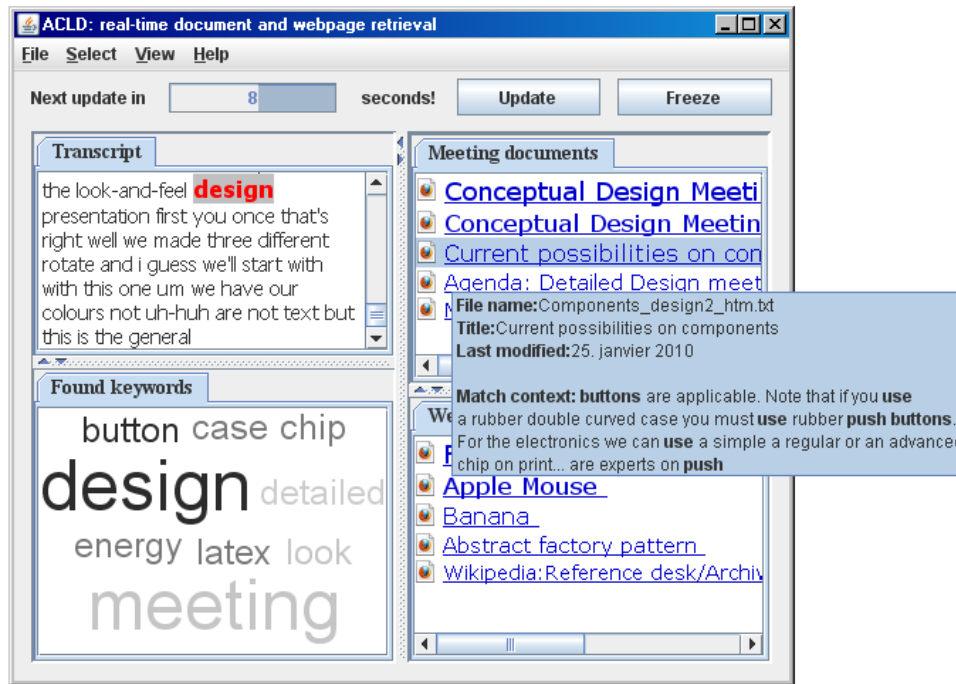 ACLD: real-time document and webpage retrieval
File Select View Help
Next update in 8 seconds! Update Freeze
Transcript
the look-and-feel design
presentation first you once that's
right well we made three different
rotate and i guess we'll start with
with this one um we have our
colours not uh-huh are not text but
this is the general
Found keywords
button case chip
design detailed
energy latex look
meeting
Meeting documents
Conceptual Design Meeti
Conceptual Design Meetin
Current possibilities on con
Agenda: Detailed Design meet
File name:Components_design2_htm.txt
Title:Current possibilities on components
Last modified:25. janvier 2010
Match context: buttons are applicable. Note that if you use
a rubber double curved case you must use rubber push buttons.
For the electronics we can use a simple a regular or an advanced
chip on print... are experts on push
Apple Mouse
Banana
Abstract factory pattern
Wikipedia:Reference desk/Archiv